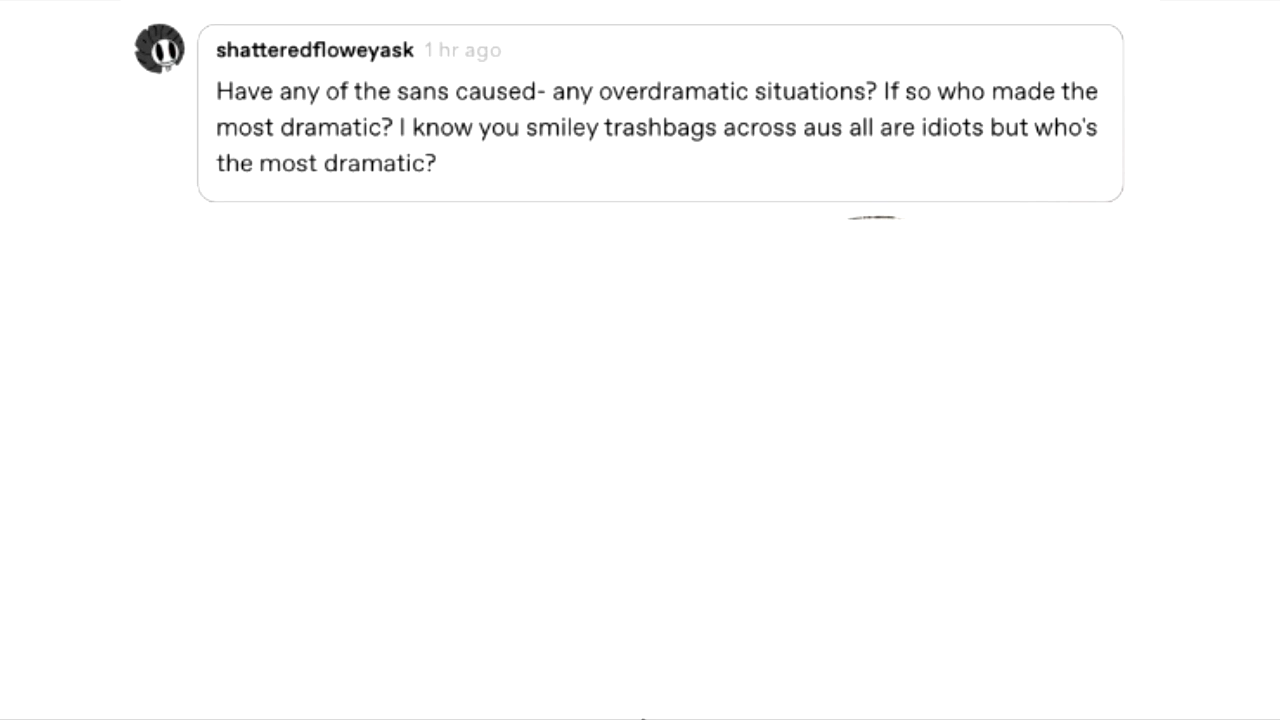 shatteredfloweyask 1 hr ago
Have any of the sans caused- any overdramatic situations? If so who made the
most dramatic? I know you smiley trashbags across aus all are idiots but who's
the most dramatic?